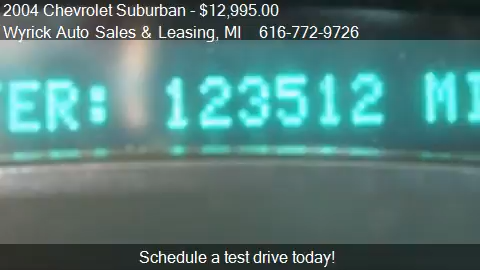 2004 Chevrolet Suburban - $12,995.00
Wyrick Auto Sales & Leasing, MI 616-772-9726
ER: 123512 MI
Schedule a test drive today!